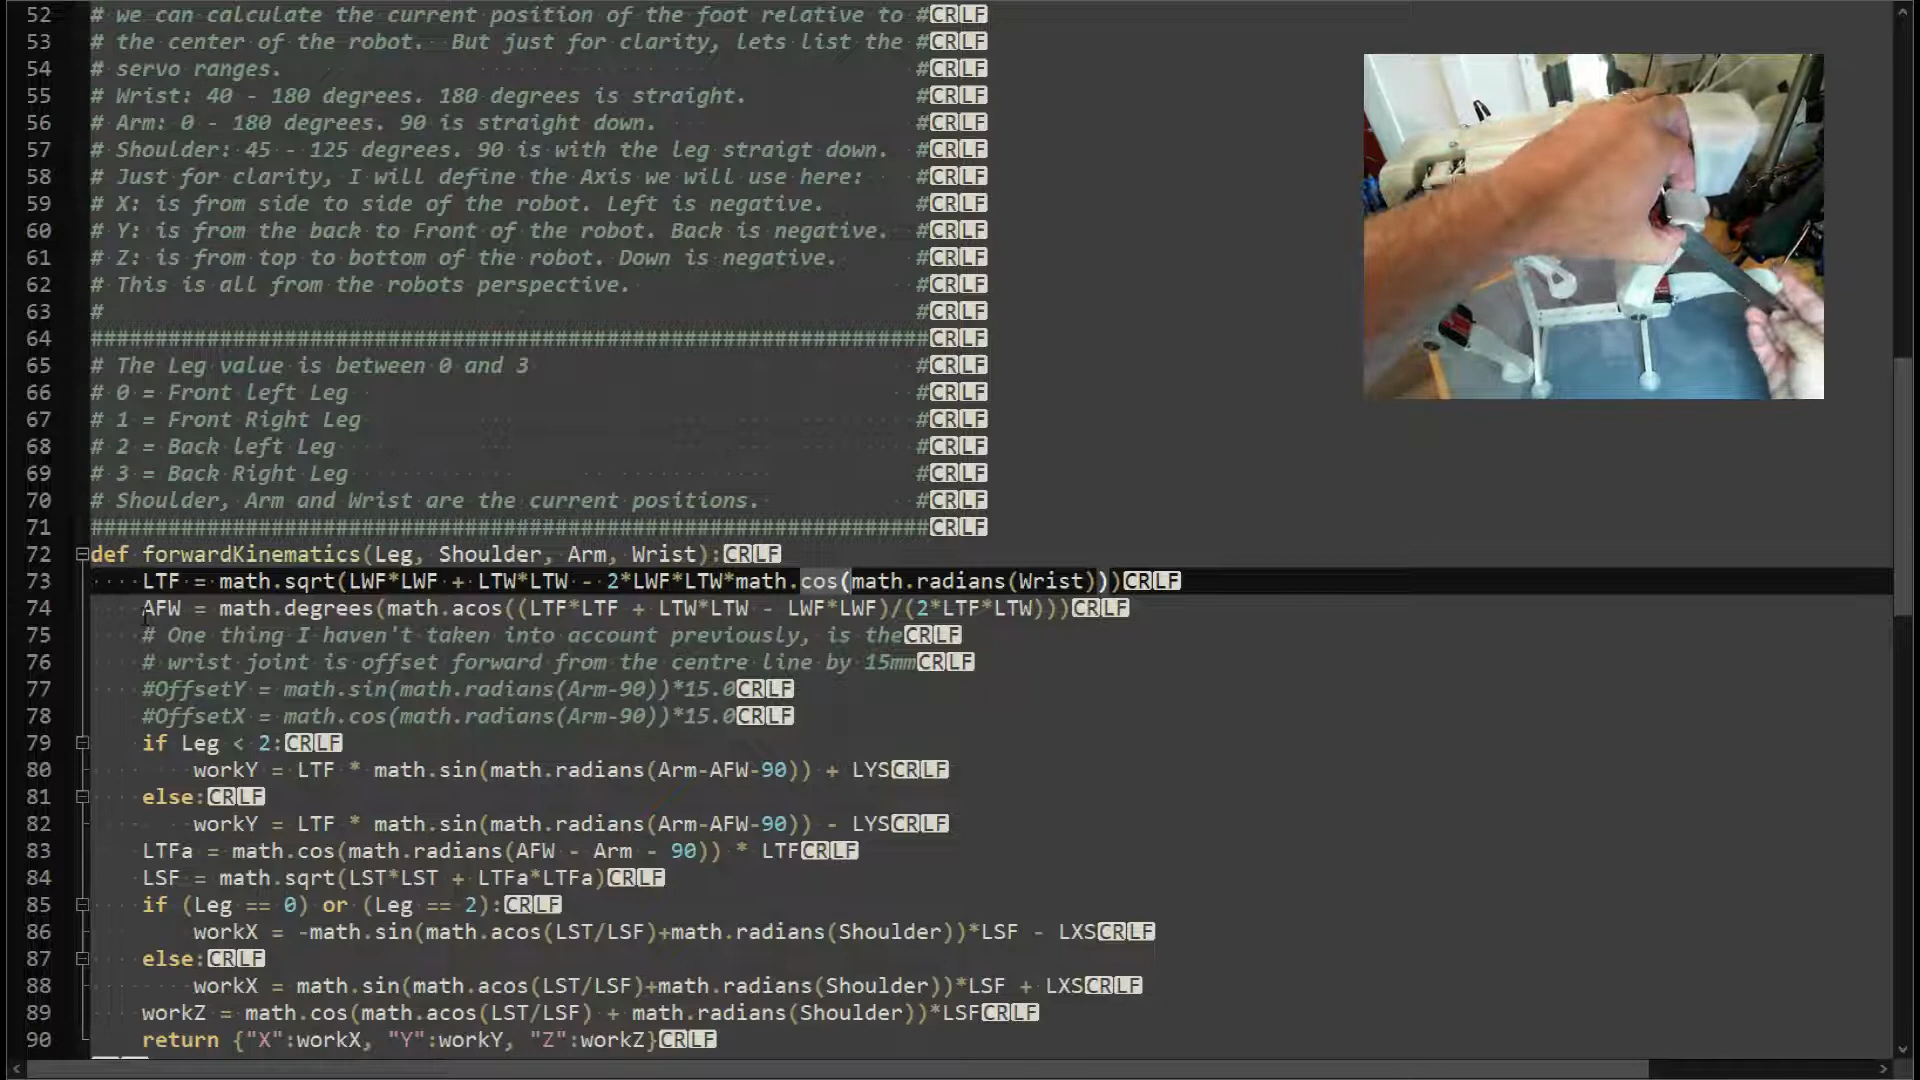 52 # we can calculate the current position of the foot relative to #CRLF
53 # the center of the robot.  But just for clarity, lets list the #CRLF
54 # servo ranges. #CRLF
55 # Wrist: 40 - 180 degrees. 180 degrees is straight. #CRLF
56 # Arm: 0 - 180 degrees. 90 is straight down. #CRLF
57 # Shoulder: 45 - 125 degrees. 90 is with the leg straigt down. #CRLF
58 # Just for clarity, I will define the Axis we will use here: #CRLF
59 # X: is from side to side of the robot. Left is negative. #CRLF
60 # Y: is from the back to Front of the robot. Back is negative. #CRLF
61 # Z: is from top to bottom of the robot. Down is negative. #CRLF
62 # This is all from the robots perspective. #CRLF
63 # #CRLF
64 #################################################################CRLF
65 # The Leg value is between 0 and 3 #CRLF
66 # 0 = Front left Leg #CRLF
67 # 1 = Front Right Leg #CRLF
68 # 2 = Back left Leg #CRLF
69 # 3 = Back Right Leg #CRLF
70 # Shoulder, Arm and Wrist are the current positions. #CRLF
71 #################################################################CRLF
72 def forwardKinematics(Leg, Shoulder, Arm, Wrist):CRLF
73 LTF = math.sqrt(LWF*LWF + LTW*LTW - 2*LWF*LTW*math.cos(math.radians(Wrist)))CRLF
74 AFW = math.degrees(math.acos((LTF*LTF + LTW*LTW - LWF*LWF)/(2*LTF*LTW)))CRLF
75 # One thing I haven't taken into account previously, is theCRLF
76 # wrist joint is offset forward from the centre line by 15mmCRLF
77 #OffsetY = math.sin(math.radians(Arm-90))*15.0CRLF
78 #OffsetX = math.cos(math.radians(Arm-90))*15.0CRLF
79 if Leg < 2:CRLF
80 workY = LTF * math.sin(math.radians(Arm-AFW-90)) + LYSCRLF
81 else:CRLF
82 workY = LTF * math.sin(math.radians(Arm-AFW-90)) - LYSCRLF
83 LTFa = math.cos(math.radians(AFW - Arm - 90)) * LTFCRLF
84 LSF = math.sqrt(LST*LST + LTFa*LTFa)CRLF
85 if (Leg == 0) or (Leg == 2):CRLF
86 workX = -math.sin(math.acos(LST/LSF)+math.radians(Shoulder))*LSF - LXSCRLF
87 else:CRLF
88 workX = math.sin(math.acos(LST/LSF)+math.radians(Shoulder))*LSF + LXSCRLF
89 workZ = math.cos(math.acos(LST/LSF) + math.radians(Shoulder))*LSFCRLF
90 return {"X":workX, "Y":workY, "Z":workZ}CRLF